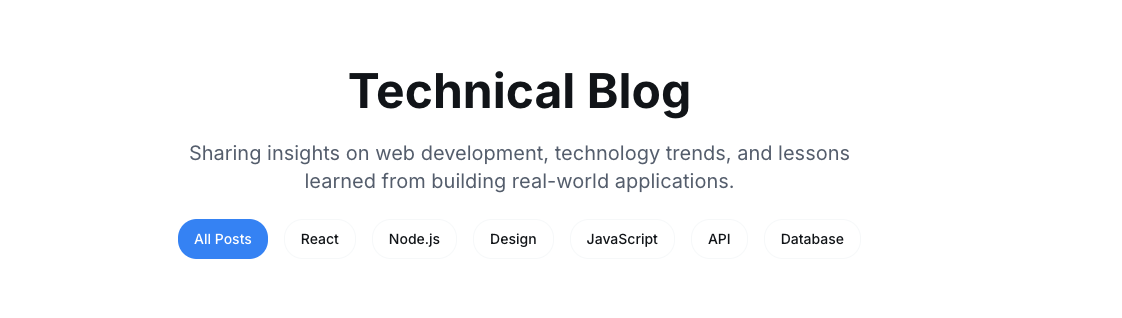 Technical Blog
Sharing insights on web development, technology trends, and lessons
learned from building real-world applications.
All Posts React Node.js Design JavaScript API Database